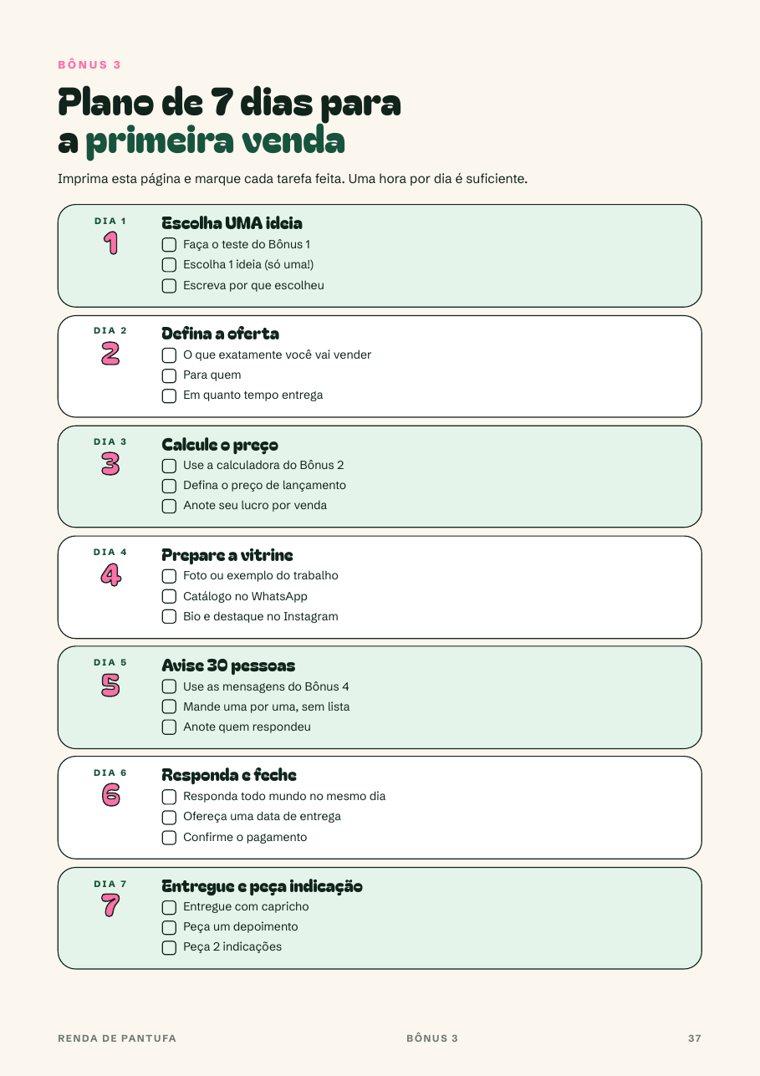 BÔNUS 3
Plano de 7 dias para
a primeira venda
Imprima esta página e marque cada tarefa feita. Uma hora por dia é suficiente.
DIA 1
1
Escolha UMA ideia
Faça o teste do Bônus 1
Escolha 1 ideia (só uma!)
Escreva por que escolheu
DIA 2
2
Defina a oferta
O que exatamente você vai vender
Para quem
Em quanto tempo entrega
DIA 3
3
Calcule o preço
Use a calculadora do Bônus 2
Defina o preço de lançamento
Anote seu lucro por venda
DIA 4
4
Prepare a vitrine
Foto ou exemplo do trabalho
Catálogo no WhatsApp
Bio e destaque no Instagram
DIA 5
5
Avise 30 pessoas
Use as mensagens do Bônus 4
Mande uma por uma, sem lista
Anote quem respondeu
DIA 6
6
Responda e feche
Responda todo mundo no mesmo dia
Ofereça uma data de entrega
Confirme o pagamento
DIA 7
7
Entregue e peça indicação
Entregue com capricho
Peça um depoimento
Peça 2 indicações
RENDA DE PANTUFA BÔNUS 3 37